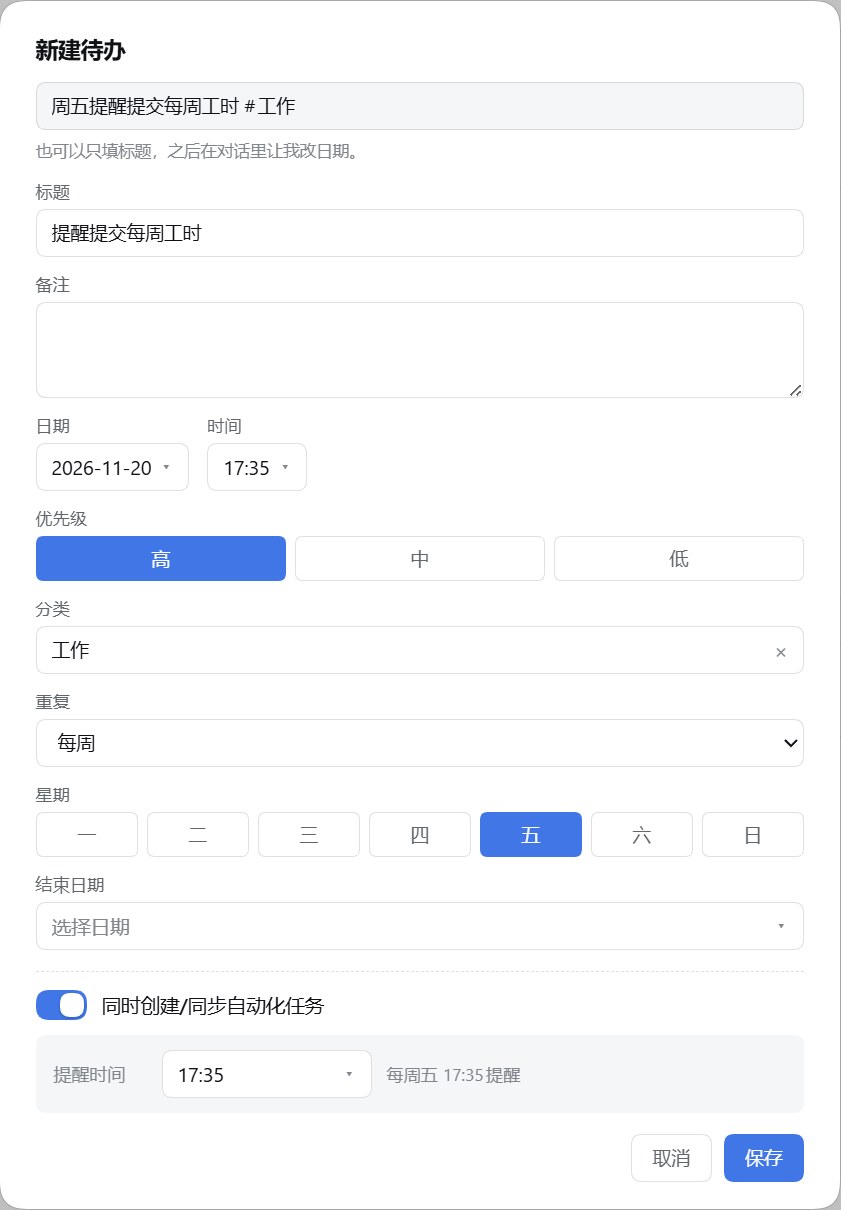 新建待办
周五提醒提交每周工时 #工作
也可以只填标题，之后在对话里让我改日期。
标题
提醒提交每周工时
备注
日期 时间
2026-11-20 17:35
优先级
高 中 低
分类
工作 ×
重复
每周
星期
一 二 三 四 五 六 日
结束日期
选择日期
同时创建/同步自动化任务
提醒时间 17:35 每周五 17:35提醒
取消 保存